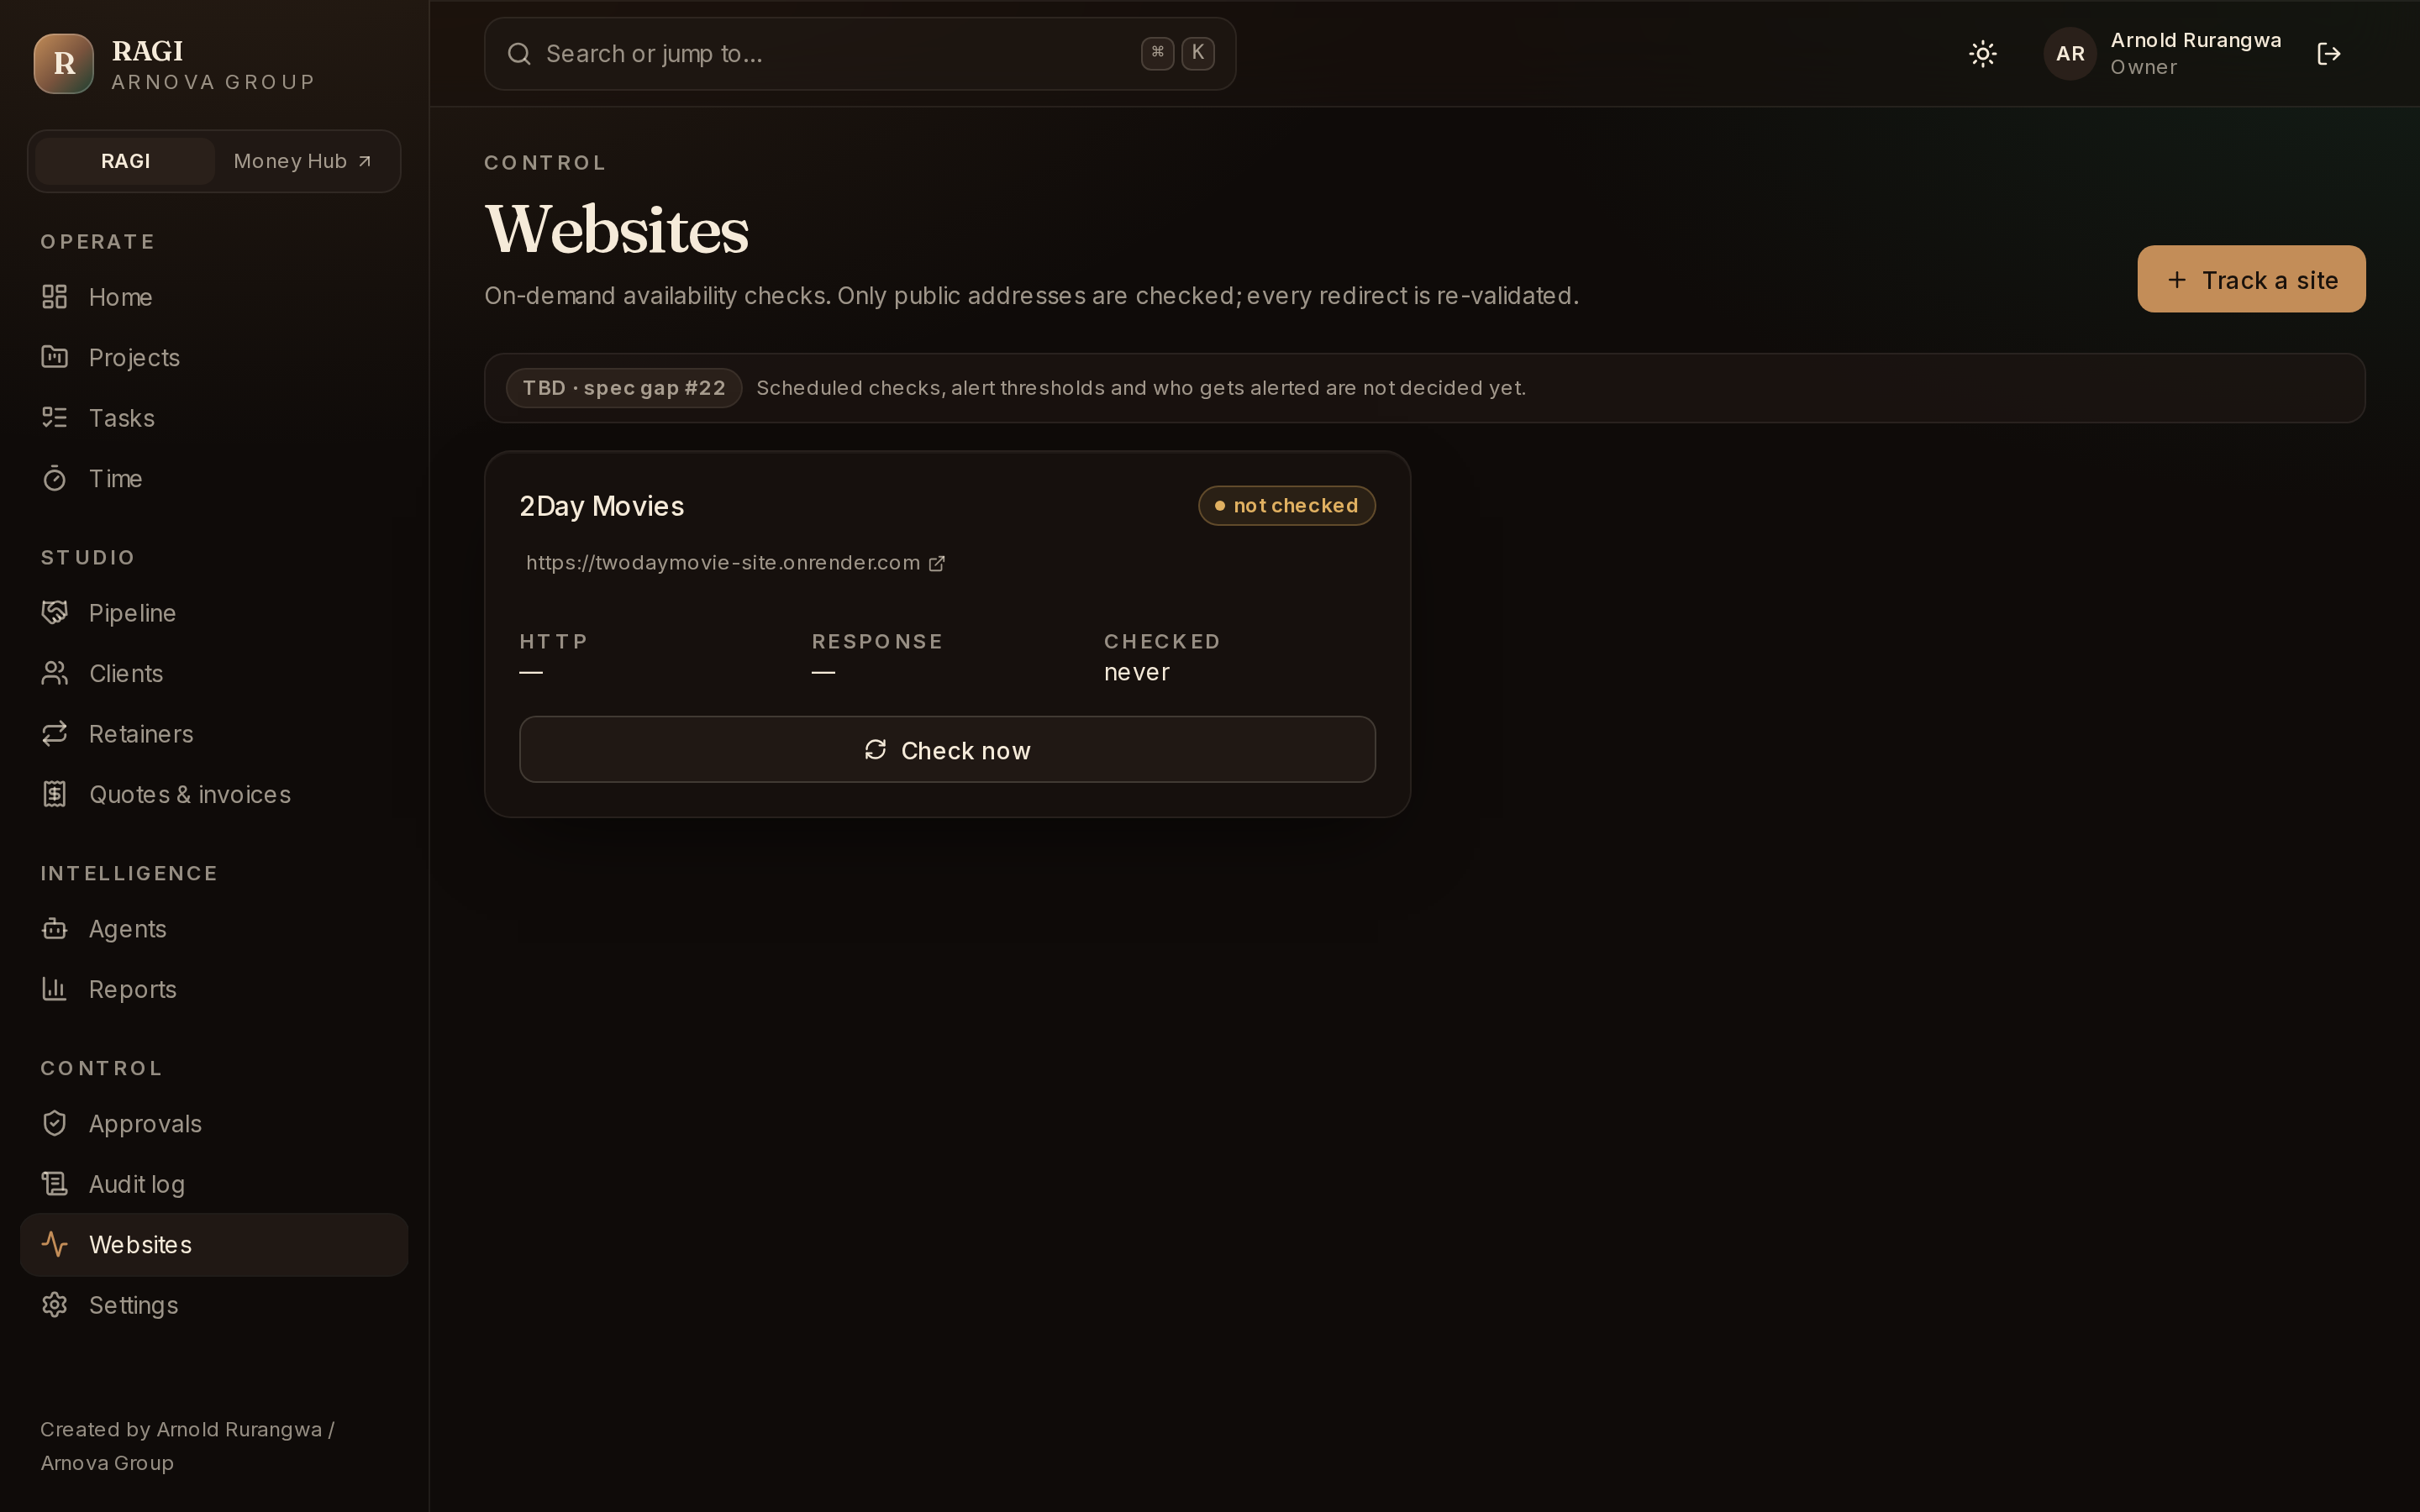 R
RAGI
ARNOVA GROUP
RAGI
Money Hub
OPERATE
Home
Projects
Tasks
Time
STUDIO
Pipeline
Clients
Retainers
Quotes & invoices
INTELLIGENCE
Agents
Reports
CONTROL
Approvals
Audit log
Websites
Settings
Created by Arnold Rurangwa /
Arnova Group
Search or jump to...
⌘ K
AR
Arnold Rurangwa
Owner
CONTROL
Websites
On-demand availability checks. Only public addresses are checked; every redirect is re-validated.
+ Track a site
TBD · spec gap #22 Scheduled checks, alert thresholds and who gets alerted are not decided yet.
2Day Movies
not checked
https://twodaymovie-site.onrender.com
HTTP RESPONSE CHECKED
— — never
Check now